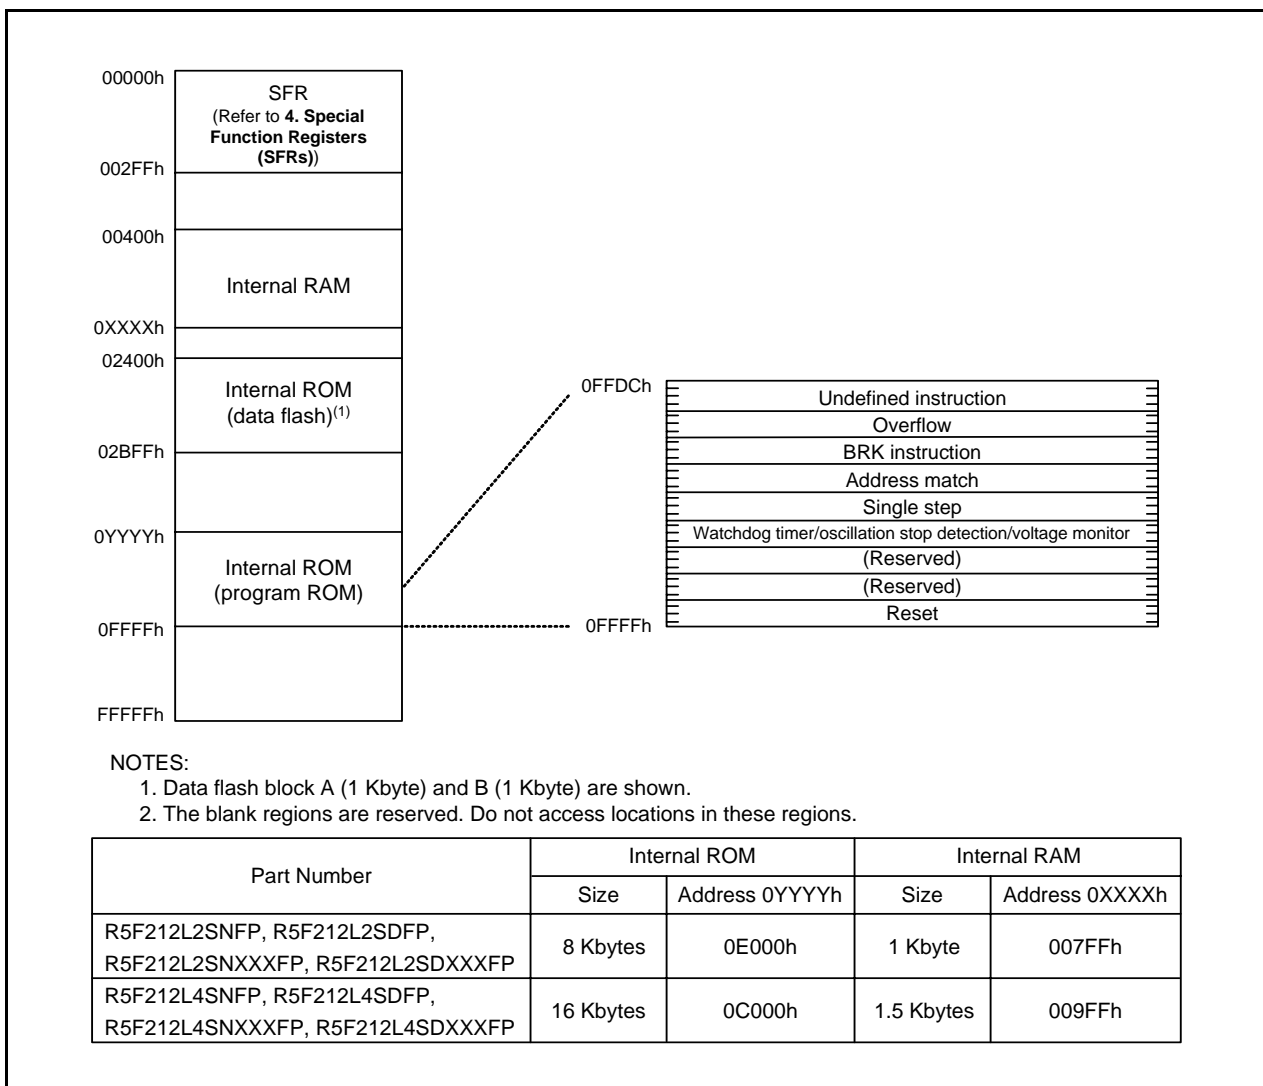 00000h
SFR
(Refer to 4. Special
Function Registers
(SFRs))
002FFh
00400h
Internal RAM
0XXXXh
02400h
Internal ROM
(data flash)(1)
02BFFh
0YYYYh
Internal ROM
(program ROM)
0FFFFh
FFFFFh
0FFDCh
Undefined instruction
Overflow
BRK instruction
Address match
Single step
Watchdog timer/oscillation stop detection/voltage monitor
(Reserved)
(Reserved)
Reset
0FFFFh
NOTES:
1. Data flash block A (1 Kbyte) and B (1 Kbyte) are shown.
2. The blank regions are reserved. Do not access locations in these regions.
Part Number
Internal ROM
Internal RAM
Size
Address 0YYYYh
Size
Address 0XXXXh
R5F212L2SNFP, R5F212L2SDFP,
R5F212L2SNXXXFP, R5F212L2SDXXXFP
8 Kbytes
0E000h
1 Kbyte
007FFh
R5F212L4SNFP, R5F212L4SDFP,
R5F212L4SNXXXFP, R5F212L4SDXXXFP
16 Kbytes
0C000h
1.5 Kbytes
009FFh